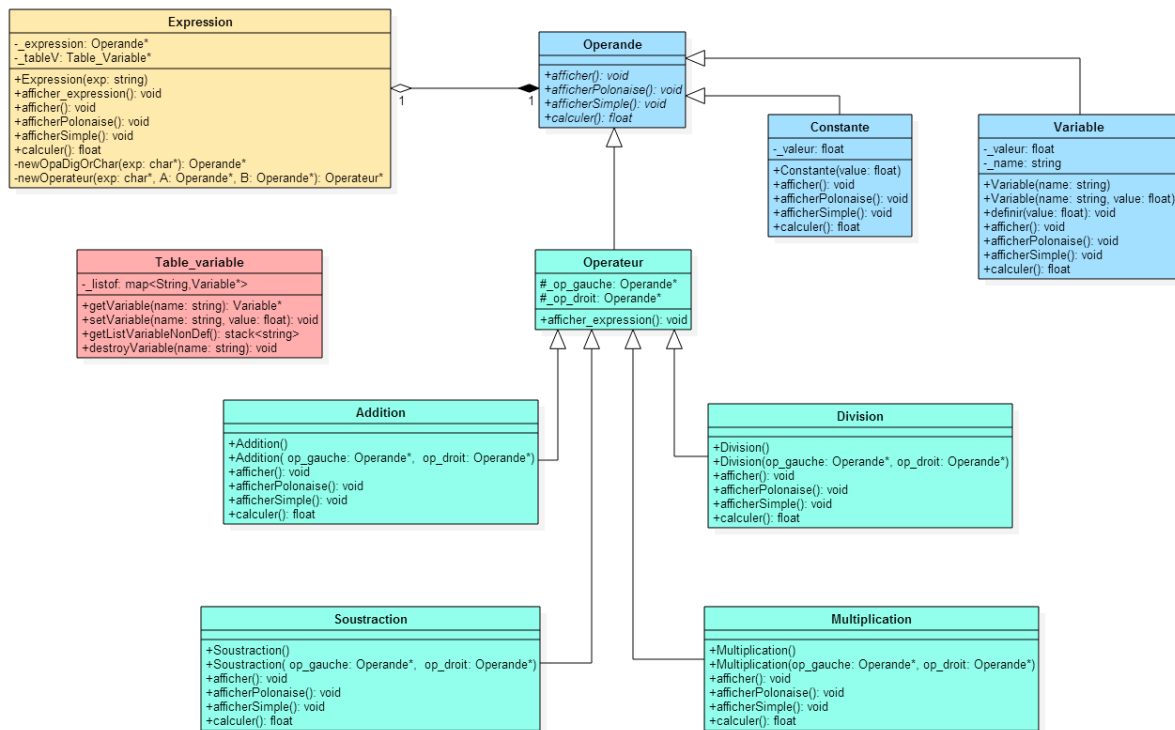 Expression
-_expression: Operande*
-_tableV: Table_Variable*
+Expression(exp: string)
+afficher_expression(): void
+afficher(): void
+afficherPolonaise(): void
+afficherSimple(): void
+calculer(): float
-newOpaDigOrChar(exp: char*): Operande*
-newOperateur(exp: char*, A: Operande*, B: Operande*): Operateur*
1
1
Operande
+afficher(): void
+afficherPolonaise(): void
+afficherSimple(): void
+calculer(): float
Constante
-_valeur: float
+Constante(value: float)
+afficher(): void
+afficherPolonaise(): void
+afficherSimple(): void
+calculer(): float
Variable
-_valeur: float
-_name: string
+Variable(name: string)
+Variable(name: string, value: float)
+definir(value: float): void
+afficher(): void
+afficherPolonaise(): void
+afficherSimple(): void
+calculer(): float
Table_variable
-_listof: map<String,Variable*>
+getVariable(name: string): Variable*
+setVariable(name: string, value: float): void
+getListVariableNonDef(): stack<string>
+destroyVariable(name: string): void
Operateur
#_op_gauche: Operande*
#_op_droit: Operande*
+afficher_expression(): void
Addition
+Addition()
+Addition( op_gauche: Operande*, op_droit: Operande*)
+afficher(): void
+afficherPolonaise(): void
+afficherSimple(): void
+calculer(): float
Division
+Division()
+Division(op_gauche: Operande*, op_droit: Operande*)
+afficher(): void
+afficherPolonaise(): void
+afficherSimple(): void
+calculer(): float
Soustraction
+Soustraction()
+Soustraction( op_gauche: Operande*, op_droit: Operande*)
+afficher(): void
+afficherPolonaise(): void
+afficherSimple(): void
+calculer(): float
Multiplication
+Multiplication()
+Multiplication(op_gauche: Operande*, op_droit: Operande*)
+afficher(): void
+afficherPolonaise(): void
+afficherSimple(): void
+calculer(): float